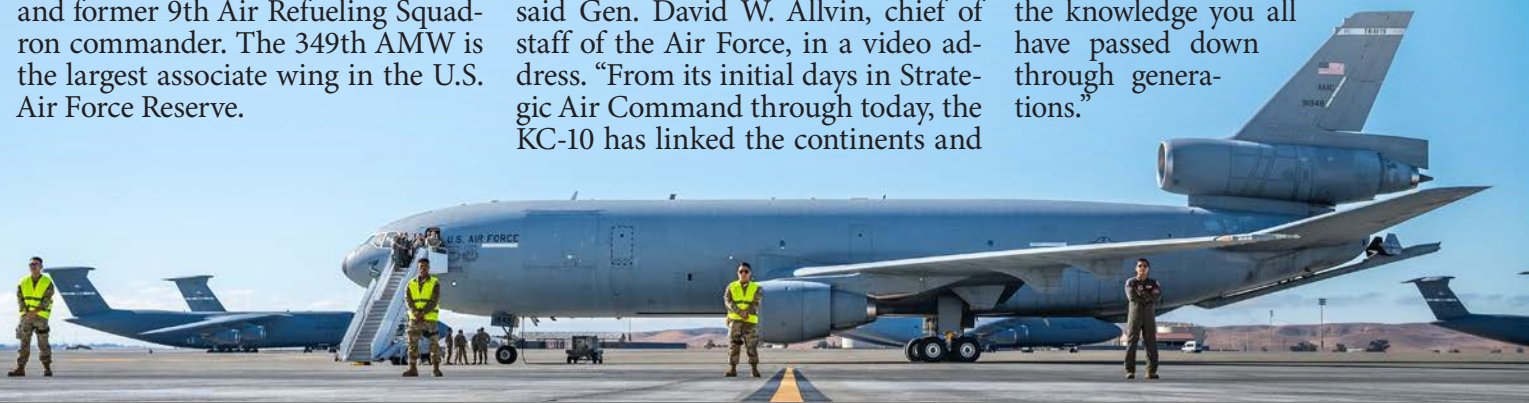 and former 9th Air Refueling Squad-
ron commander. The 349th AMW is
the largest associate wing in the U.S.
Air Force Reserve.
said Gen. David W. Allvin, chief of
staff of the Air Force, in a video ad-
dress. “From its initial days in Strate-
gic Air Command through today, the
KC-10 has linked the continents and
the knowledge you all
have passed down
through genera-
tions.”
U.S. AIR FORCE
AMC